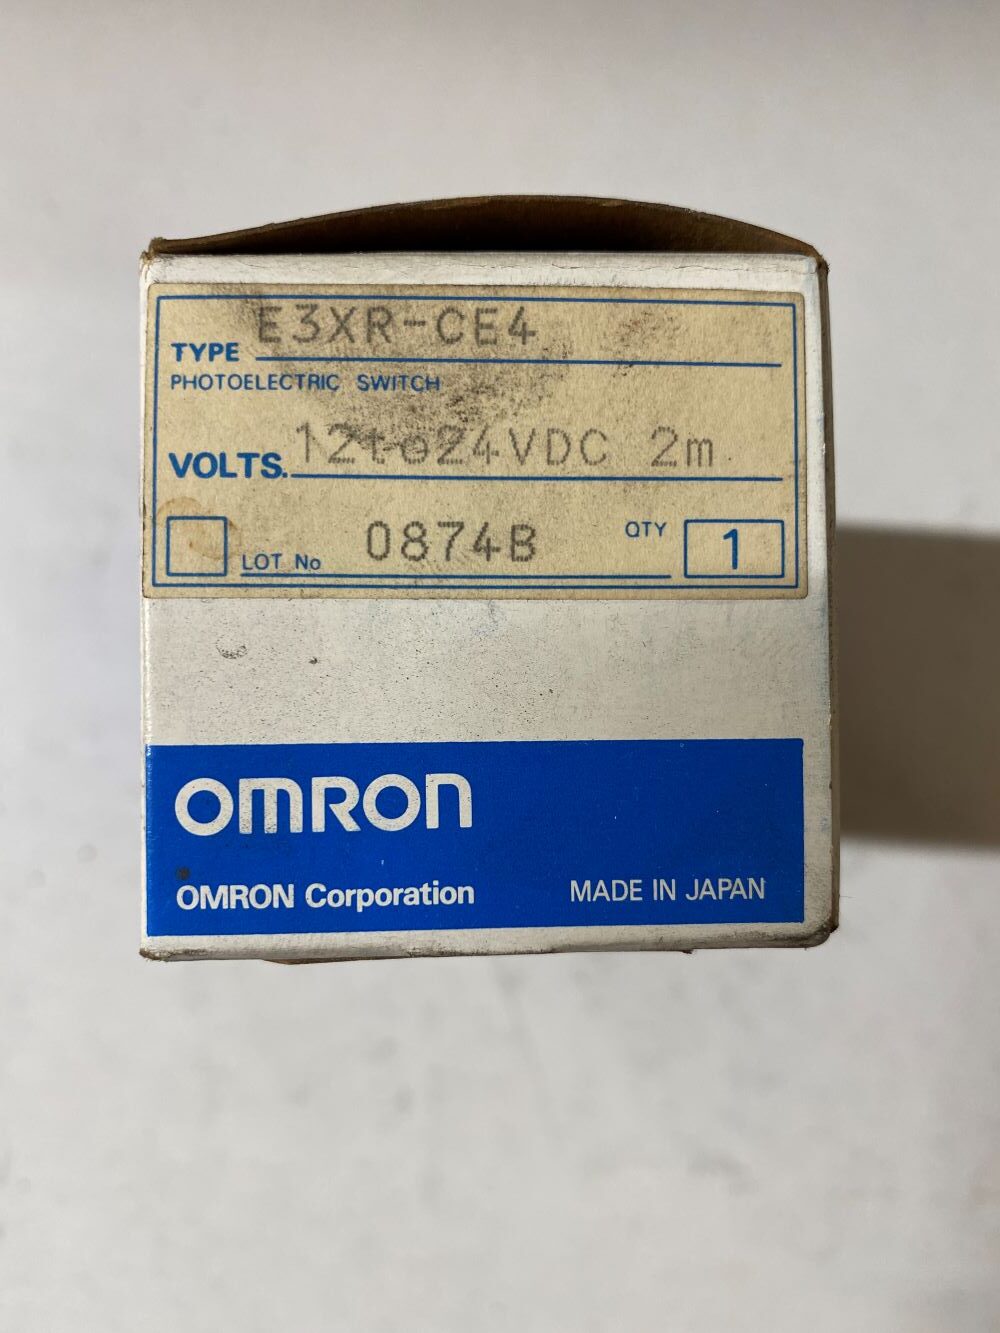 TYPE E3XR-CE4
PHOTOELECTRIC SWITCH
VOLTS. 12to24VDC 2m
LOT No 0874B QTY 1
OMRON
OMRON Corporation MADE IN JAPAN